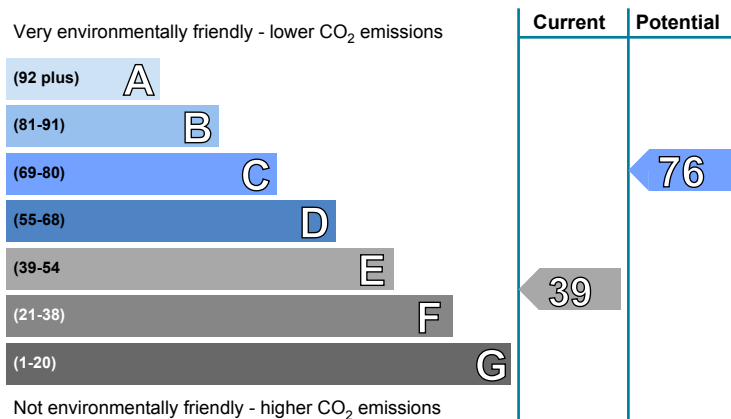 Current Potential
Very environmentally friendly - lower CO₂ emissions
(92 plus) A
(81-91) B
(69-80) C 76
(55-68) D
(39-54 E 39
(21-38) F
(1-20) G
Not environmentally friendly - higher CO₂ emissions